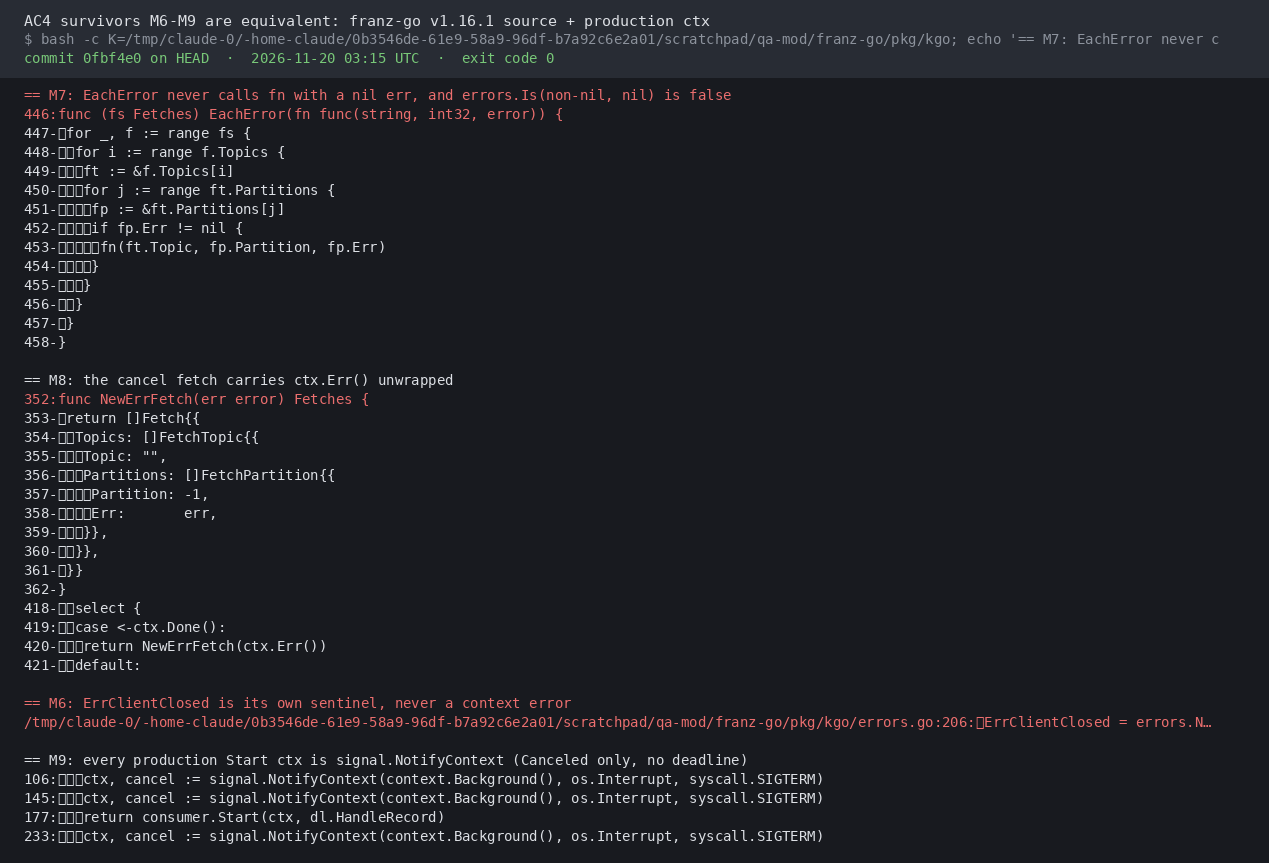 AC4 survivors M6-M9 are equivalent: franz-go v1.16.1 source + production ctx
$ bash -c K=/tmp/claude-0/-home-claude/0b3546de-61e9-58a9-96df-b7a92c6e2a01/scratchpad/qa-mod/franz-go/pkg/kgo; echo '== M7: EachError never c
commit 0fbf4e0 on HEAD · 2026-11-20 03:15 UTC · exit code 0
== M7: EachError never calls fn with a nil err, and errors.Is(non-nil, nil) is false
446:func (fs Fetches) EachError(fn func(string, int32, error)) {
447-▯for _, f := range fs {
448-▯▯for i := range f.Topics {
449-▯▯▯ft := &f.Topics[i]
450-▯▯▯for j := range ft.Partitions {
451-▯▯▯▯fp := &ft.Partitions[j]
452-▯▯▯▯if fp.Err != nil {
453-▯▯▯▯▯fn(ft.Topic, fp.Partition, fp.Err)
454-▯▯▯▯}
455-▯▯▯}
456-▯▯}
457-▯}
458-}
== M8: the cancel fetch carries ctx.Err() unwrapped
352:func NewErrFetch(err error) Fetches {
353-▯return []Fetch{{
354-▯▯Topics: []FetchTopic{{
355-▯▯▯Topic: "",
356-▯▯▯Partitions: []FetchPartition{{
357-▯▯▯▯Partition: -1,
358-▯▯▯▯Err:       err,
359-▯▯▯}},
360-▯▯}},
361-▯}}
362-}
418-▯▯select {
419:▯▯case <-ctx.Done():
420-▯▯▯return NewErrFetch(ctx.Err())
421-▯▯default:
== M6: ErrClientClosed is its own sentinel, never a context error
/tmp/claude-0/-home-claude/0b3546de-61e9-58a9-96df-b7a92c6e2a01/scratchpad/qa-mod/franz-go/pkg/kgo/errors.go:206:▯ErrClientClosed = errors.N…
== M9: every production Start ctx is signal.NotifyContext (Canceled only, no deadline)
106:▯▯▯ctx, cancel := signal.NotifyContext(context.Background(), os.Interrupt, syscall.SIGTERM)
145:▯▯▯ctx, cancel := signal.NotifyContext(context.Background(), os.Interrupt, syscall.SIGTERM)
177:▯▯▯return consumer.Start(ctx, dl.HandleRecord)
233:▯▯▯ctx, cancel := signal.NotifyContext(context.Background(), os.Interrupt, syscall.SIGTERM)